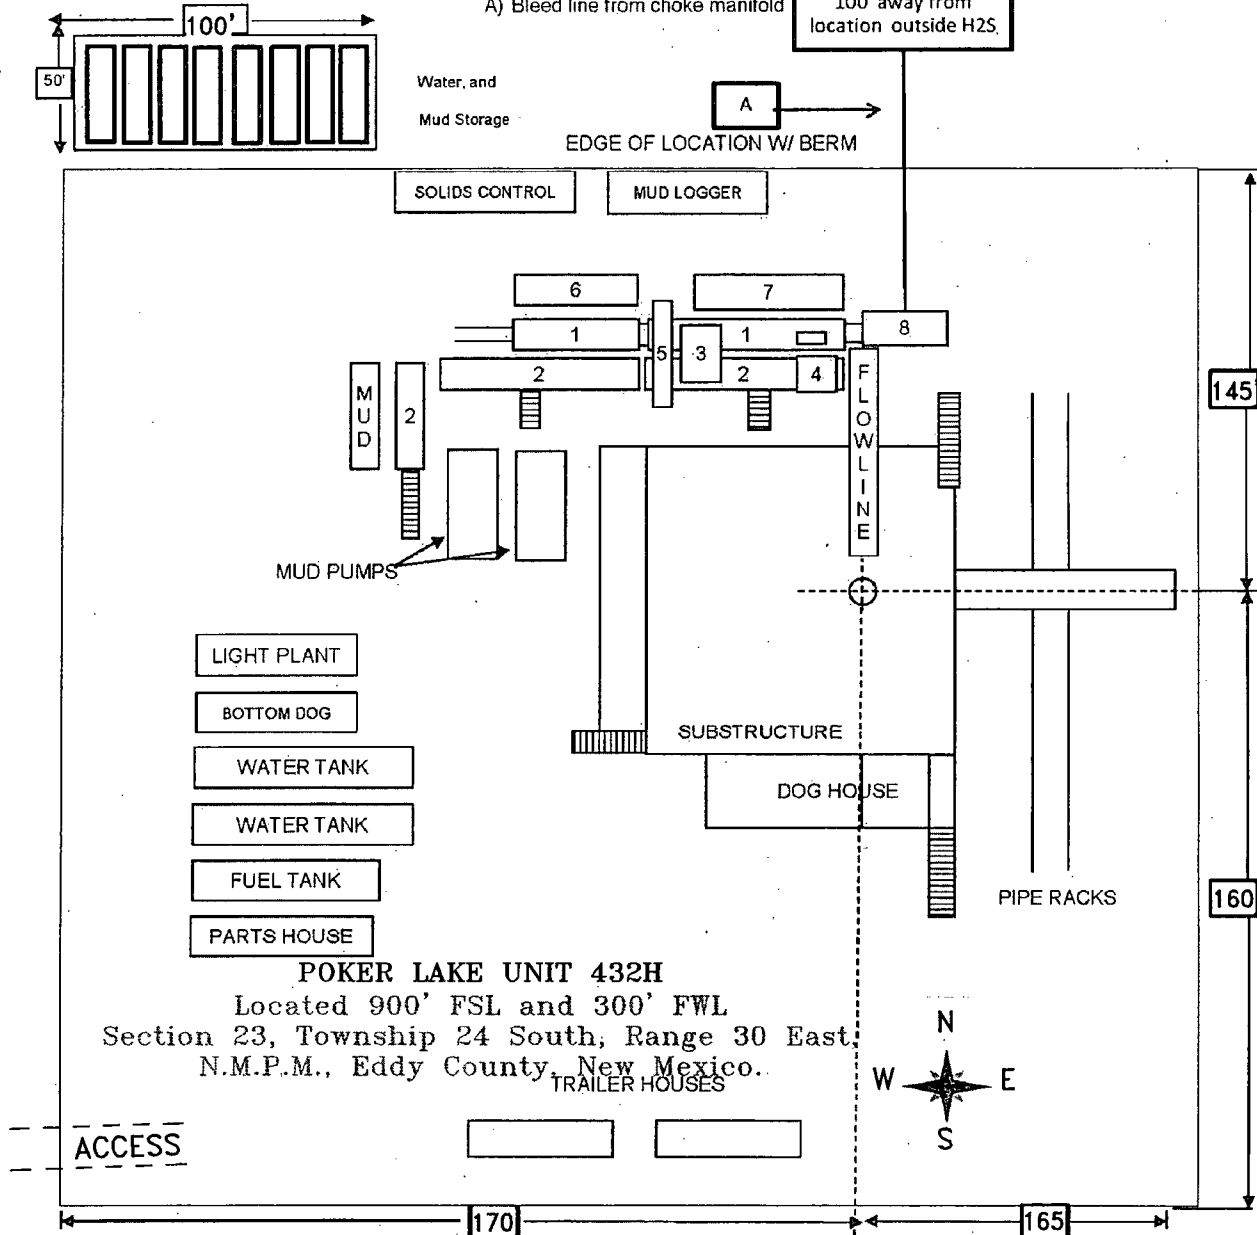 A) Bleed line from choke manifold
100' away from
location outside H2S
100'
50'
Water, and
Mud Storage
A
EDGE OF LOCATION W/ BERM
SOLIDS CONTROL
MUD LOGGER
6
7
1
1
8
5
3
2
2
4
MUD
2
FLOWLINE
145
MUD PUMPS
LIGHT PLANT
BOTTOM DOG
SUBSTRUCTURE
WATER TANK
DOG HOUSE
WATER TANK
FUEL TANK
PIPE RACKS
160
PARTS HOUSE
POKER LAKE UNIT 432H
Located 900' FSL and 300' FWL
Section 23, Township 24 South, Range 30 East,
N.M.P.M., Eddy County, New Mexico.
TRAILER HOUSES
N
W
E
S
ACCESS
170
165